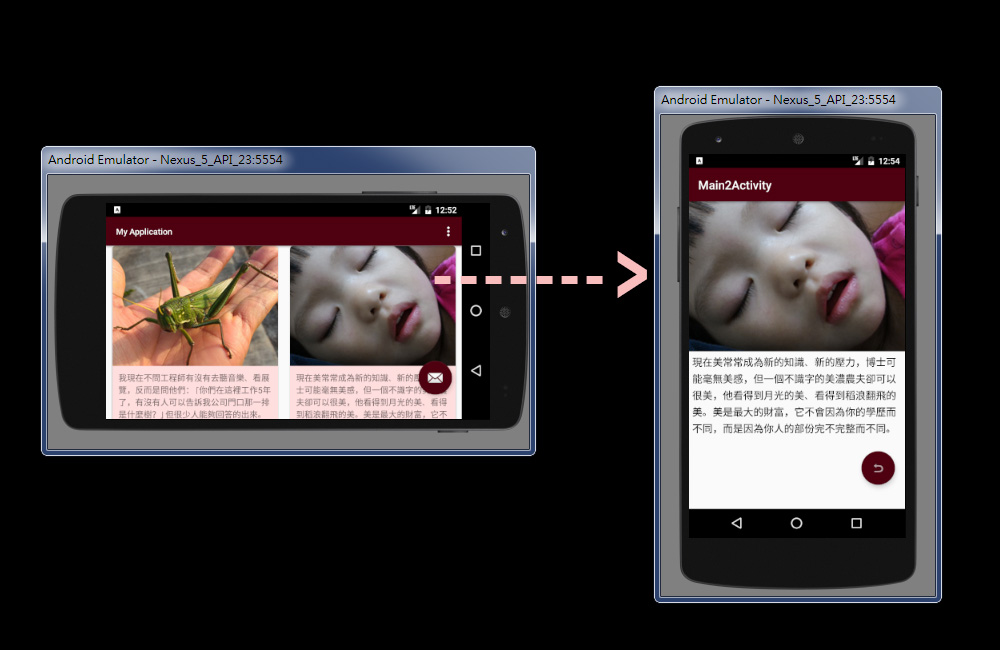 Android Emulator - Nexus_5_API_23:5554
12:52
My Application
我現在不問工程師有沒有去聽音樂、看展
覽，反而是問他們：「你們在這裡工作5年
了，有沒有人可以告訴我公司門口那一排
是什麼樹？」但很少人能夠回答的出來。
現在美常常成為新的知識、新的
士可能毫無美感，但一個不識字的
夫卻可以很美，他看得到月光的美、看得
到稻浪翻飛的美。美是最大的財富，它不
Android Emulator - Nexus_5_API_23:5554
12:54
Main2Activity
現在美常常成為新的知識、新的壓力，博士可
能毫無美感，但一個不識字的美濃農夫卻可以
很美，他看得到月光的美、看得到稻浪翻飛的
美。美是最大的財富，它不會因為你的學歷而
不同，而是因為你人的部份完不完整而不同。